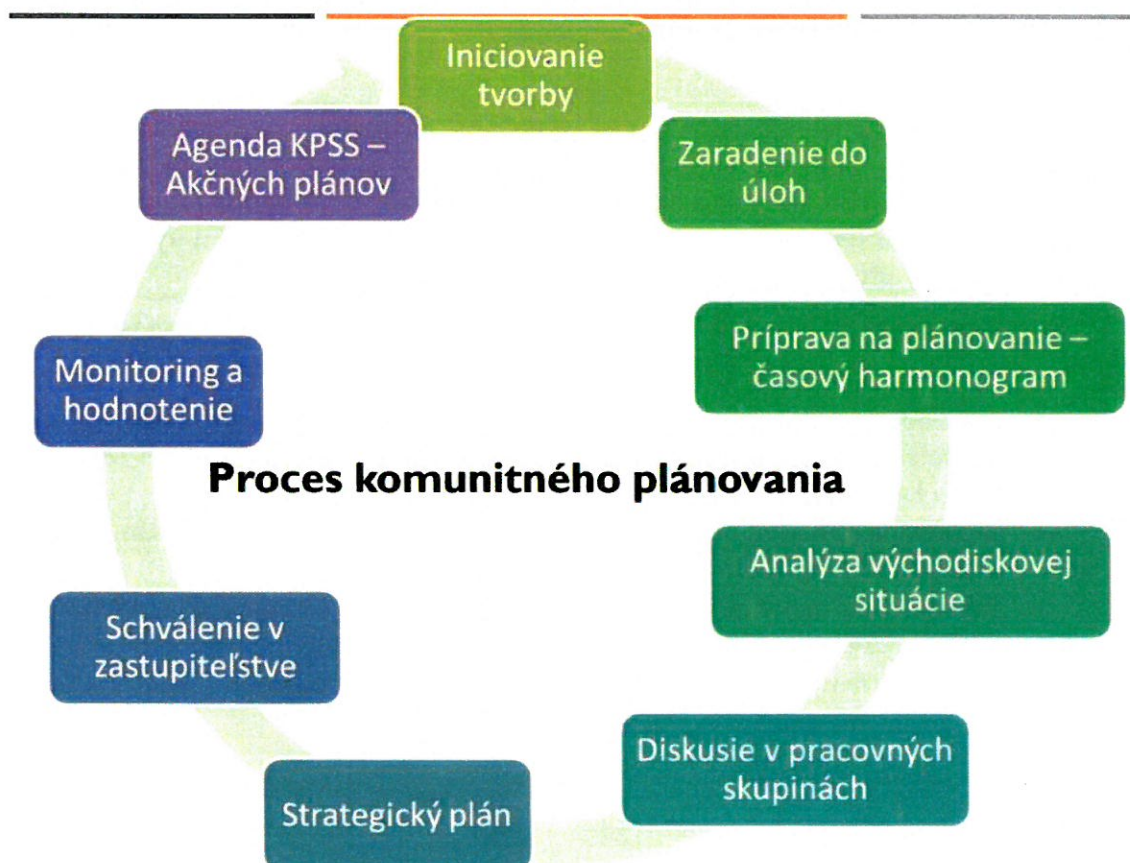 Iniciovanie
tvorby
Zaradenie do
úloh
Príprava na plánovanie –
časový harmonogram
Analýza východiskovej
situácie
Diskusie v pracovných
skupinách
Strategický plán
Schválenie v
zastupiteľstve
Monitoring a
hodnotenie
Agenda KPSS –
Akčných plánov
Proces komunitného plánovania